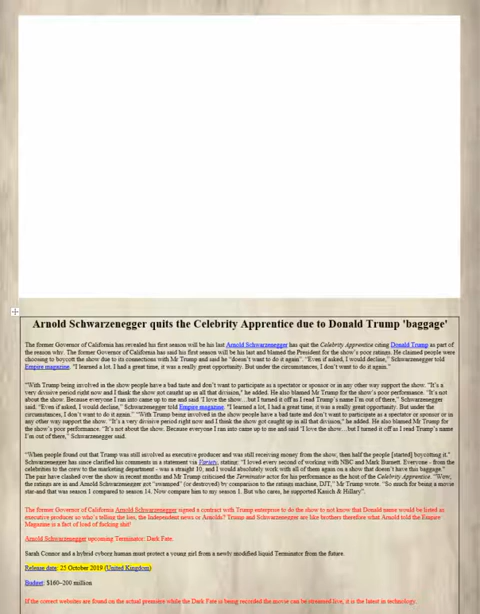 Arnold Schwarzenegger quits the Celebrity Apprentice due to Donald Trump 'baggage'
The former Governor of California has revealed his first season will be his last Arnold Schwarzenegger has quit the Celebrity Apprentice citing Donald Trump as part of
the reason why. The former Governor of California has said his first season will be his last and blamed the President for the show's poor ratings. He claimed people were
choosing to boycott the show due to its connections with Mr Trump and said he "doesn't want to do it again". "Even if asked, I would decline," Schwarzenegger told
Empire magazine. "I learned a lot, I had a great time, it was a really great opportunity. But under the circumstances, I don't want to do it again."
"With Trump being involved in the show people have a bad taste and don't want to participate as a spectator or sponsor or in any other way support the show. "It's a
very divisive period right now and I think the show got caught up in all that division," he added. He also blamed Mr Trump for the show's poor performance. "It's not
about the show. Because everyone I ran into came up to me and said 'I love the show…but I turned it off as I read Trump's name I'm out of there," Schwarzenegger
said. "Even if asked, I would decline," Schwarzenegger told Empire magazine. "I learned a lot, I had a great time, it was a really great opportunity. But under the
circumstances, I don't want to do it again." "With Trump being involved in the show people have a bad taste and don't want to participate as a spectator or sponsor or in
any other way support the show. "It's a very divisive period right now and I think the show got caught up in all that division," he added. He also blamed Mr Trump for
the show's poor performance. "It's not about the show. Because everyone I ran into came up to me and said 'I love the show…but I turned it off as I read Trump's name
I'm out of there," Schwarzenegger said.
"When people found out that Trump was still involved as executive producer and was still receiving money from the show, then half the people [started] boycotting it."
Schwarzenegger has since clarified his comments in a statement via Variety, stating: "I loved every second of working with NBC and Mark Burnett. Everyone - from the
celebrities to the crew to the marketing department - was a straight 10, and I would absolutely work with all of them again on a show that doesn't have this baggage."
The pair have clashed over the show in recent months and Mr Trump criticised the Terminator actor for his performance as the host of the Celebrity Apprentice. "Wow,
the ratings are in and Arnold Schwarzenegger got 'swamped' (or destroyed) by comparison to the ratings machine, DJT," Mr Trump wrote. "So much for being a movie
star-and that was season 1 compared to season 14. Now compare him to my season 1. But who cares, he supported Kasich & Hillary".
The former Governor of California Arnold Schwarzenegger signed a contract with Trump enterprise to do the show to not know that Donald name would be listed as
executive producer so who's telling the lies, the Independent news or Arnolds? Trump and Schwarzenegger are like brothers therefore what Arnold told the Empire
Magazine is a fact of load of fucking shit!
Arnold Schwarzenegger upcoming Terminator: Dark Fate.
Sarah Connor and a hybrid cyborg human must protect a young girl from a newly modified liquid Terminator from the future.
Release date: 25 October 2019 (United Kingdom)
Budget: $160–200 million
If the correct websites are found on the actual premiere while the Dark Fate is being recorded the movie can be streamed live, it is the latest in technology.